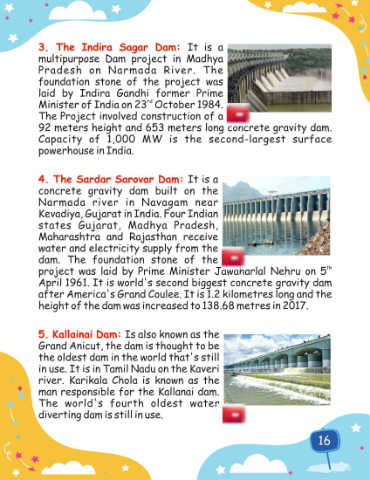 3. The Indira Sagar Dam: It is a
multipurpose Dam project in Madhya
Pradesh on Narmada River. The
foundation stone of the project was
laid by Indira Gandhi former Prime
Minister of India on 23rd October 1984.
The Project involved construction of a
92 meters height and 653 meters long concrete gravity dam.
Capacity of 1,000 MW is the second-largest surface
powerhouse in India.
4. The Sardar Sarovar Dam: It is a
concrete gravity dam built on the
Narmada river in Navagam near
Kevadiya, Gujarat in India. Four Indian
states Gujarat, Madhya Pradesh,
Maharashtra and Rajasthan receive
water and electricity supply from the
dam. The foundation stone of the
project was laid by Prime Minister Jawaharlal Nehru on 5th
April 1961. It is world's second biggest concrete gravity dam
after America's Grand Coulee. It is 1.2 kilometres long and the
height of the dam was increased to 138.68 metres in 2017.
5. Kallainai Dam: Is also known as the
Grand Anicut, the dam is thought to be
the oldest dam in the world that's still
in use. It is in Tamil Nadu on the Kaveri
river. Karikala Chola is known as the
man responsible for the Kallanai dam.
The world's fourth oldest water
diverting dam is still in use.
16